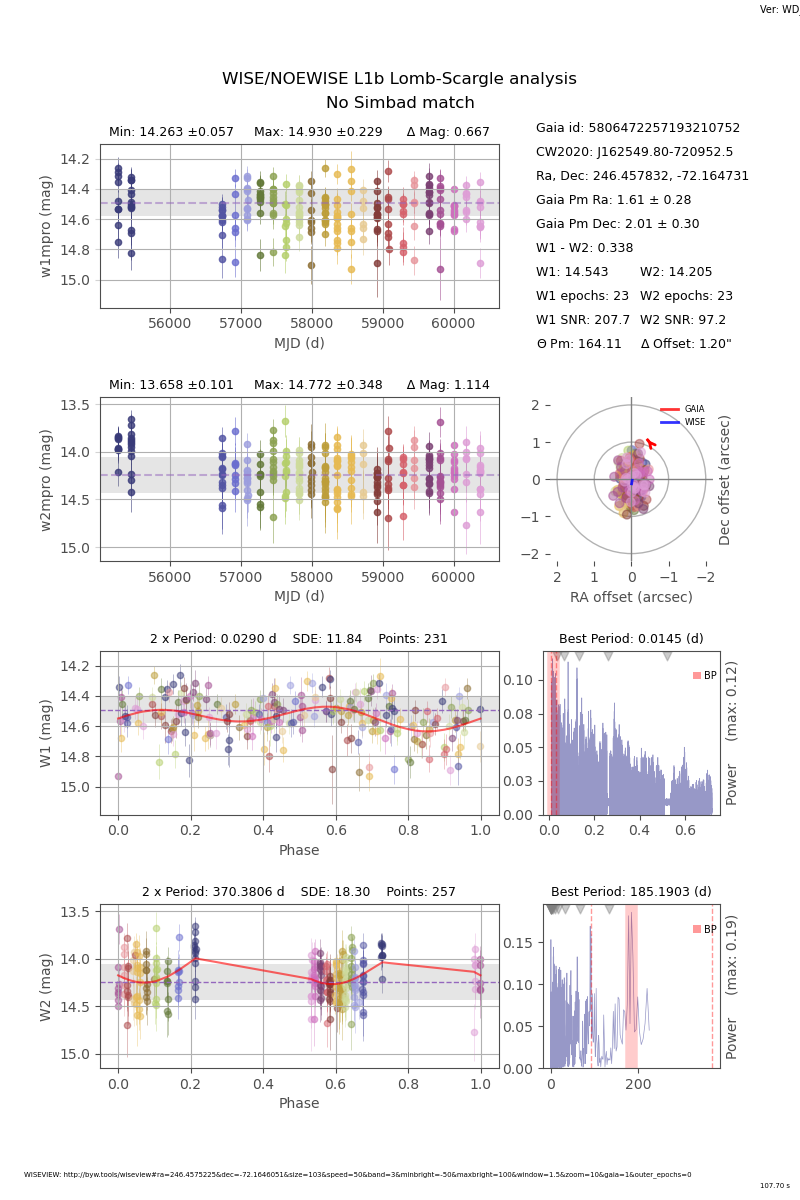 Ver: WD_
WISE/NOEWISE L1b Lomb-Scargle analysis
No Simbad match
Min: 14.263 ±0.057 Max: 14.930 ±0.229 Δ Mag: 0.667
14.2
14.4
14.6
14.8
15.0
w1mpro (mag)
56000 57000 58000 59000 60000
MJD (d)
Gaia id: 5806472257193210752
CW2020: J162549.80-720952.5
Ra, Dec: 246.457832, -72.164731
Gaia Pm Ra: 1.61 ± 0.28
Gaia Pm Dec: 2.01 ± 0.30
W1 - W2: 0.338
W1: 14.543 W2: 14.205
W1 epochs: 23 W2 epochs: 23
W1 SNR: 207.7 W2 SNR: 97.2
Θ Pm: 164.11 Δ Offset: 1.20"
Min: 13.658 ±0.101 Max: 14.772 ±0.348 Δ Mag: 1.114
13.5
14.0
14.5
15.0
w2mpro (mag)
56000 57000 58000 59000 60000
MJD (d)
GAIA
WISE
2
1
0
−1
−2
Dec offset (arcsec)
2 1 0 −1 −2
RA offset (arcsec)
2 x Period: 0.0290 d SDE: 11.84 Points: 231
14.2
14.4
14.6
14.8
15.0
W1 (mag)
0.0 0.2 0.4 0.6 0.8 1.0
Phase
Best Period: 0.0145 (d)
BP
0.10
0.08
0.05
0.03
0.00
Power (max: 0.12)
0.0 0.2 0.4 0.6
2 x Period: 370.3806 d SDE: 18.30 Points: 257
13.5
14.0
14.5
15.0
W2 (mag)
0.0 0.2 0.4 0.6 0.8 1.0
Phase
Best Period: 185.1903 (d)
BP
0.15
0.10
0.05
0.00
Power (max: 0.19)
0 200
WISEVIEW: http://byw.tools/wiseview#ra=246.4575225&dec=-72.1646051&size=103&speed=50&band=3&minbright=-50&maxbright=100&window=1.5&zoom=10&gaia=1&outer_epochs=0
107.70 s